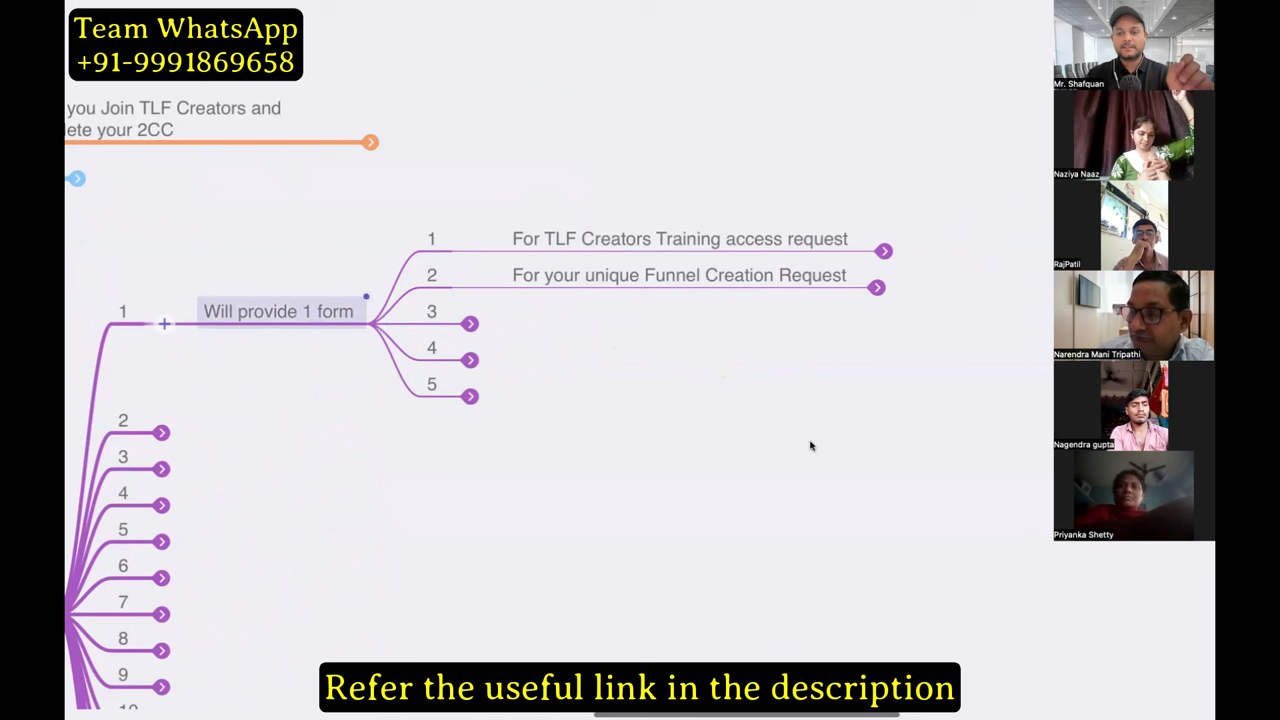 Team WhatsApp
+91-9991869658
you Join TLF Creators and
lete your 2CC
1
Will provide 1 form
1
For TLF Creators Training access request
2
For your unique Funnel Creation Request
3
4
5
2
3
4
5
6
7
8
9
10
Mr. Shafquan
Naziya Naaz
RajPatil
Narendra Mani Tripathi
Nagendra gupta
Priyanka Shetty
Refer the useful link in the description